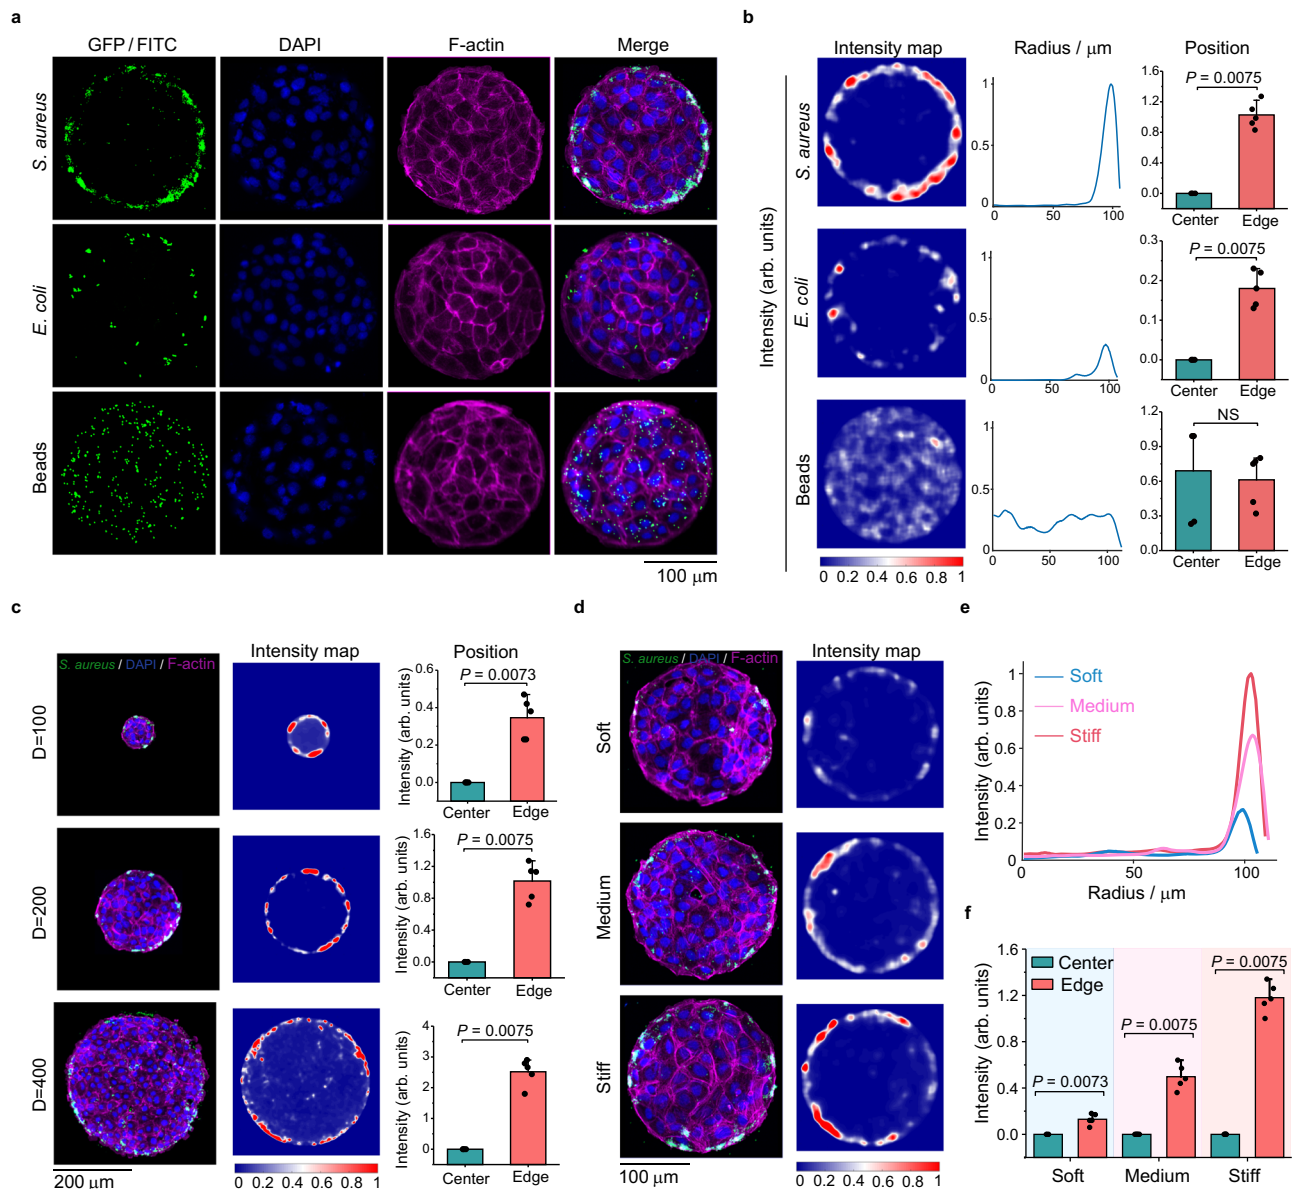 a
GFP / FITC DAPI F-actin Merge
S. aureus
E. coli
Beads
100 μm
b
Intensity map Radius / μm Position
Intensity (arb. units)
S. aureus
1
0.5
0
0 50 100
1.6
1.2
0.8
0.4
0.0
P = 0.0075
Center Edge
E. coli
1
0.5
0
0 50 100
0.3
0.2
0.1
0.0
P = 0.0075
Center Edge
Beads
1
0.5
0
0 50 100
1.2
0.9
0.6
0.3
0.0
NS
Center Edge
0 0.2 0.4 0.6 0.8 1
c
Intensity map Position
S. aureus / DAPI / F-actin
D=100
Intensity (arb. units)
0.6
0.4
0.2
0.0
P = 0.0073
Center Edge
D=200
Intensity (arb. units)
1.6
1.2
0.8
0.4
0.0
P = 0.0075
Center Edge
D=400
Intensity (arb. units)
4
3
2
1
0
P = 0.0075
Center Edge
200 μm
0 0.2 0.4 0.6 0.8 1
d
Intensity map
S. aureus / DAPI / F-actin
Soft
Medium
Stiff
100 μm
0 0.2 0.4 0.6 0.8 1
e
Intensity (arb. units)
1
0.8
0.6
0.4
0.2
0
Soft
Medium
Stiff
0 50 100
Radius / μm
f
Intensity (arb. units)
1.6
1.2
0.8
0.4
0.0
Center
Edge
P = 0.0073
P = 0.0075
P = 0.0075
Soft Medium Stiff